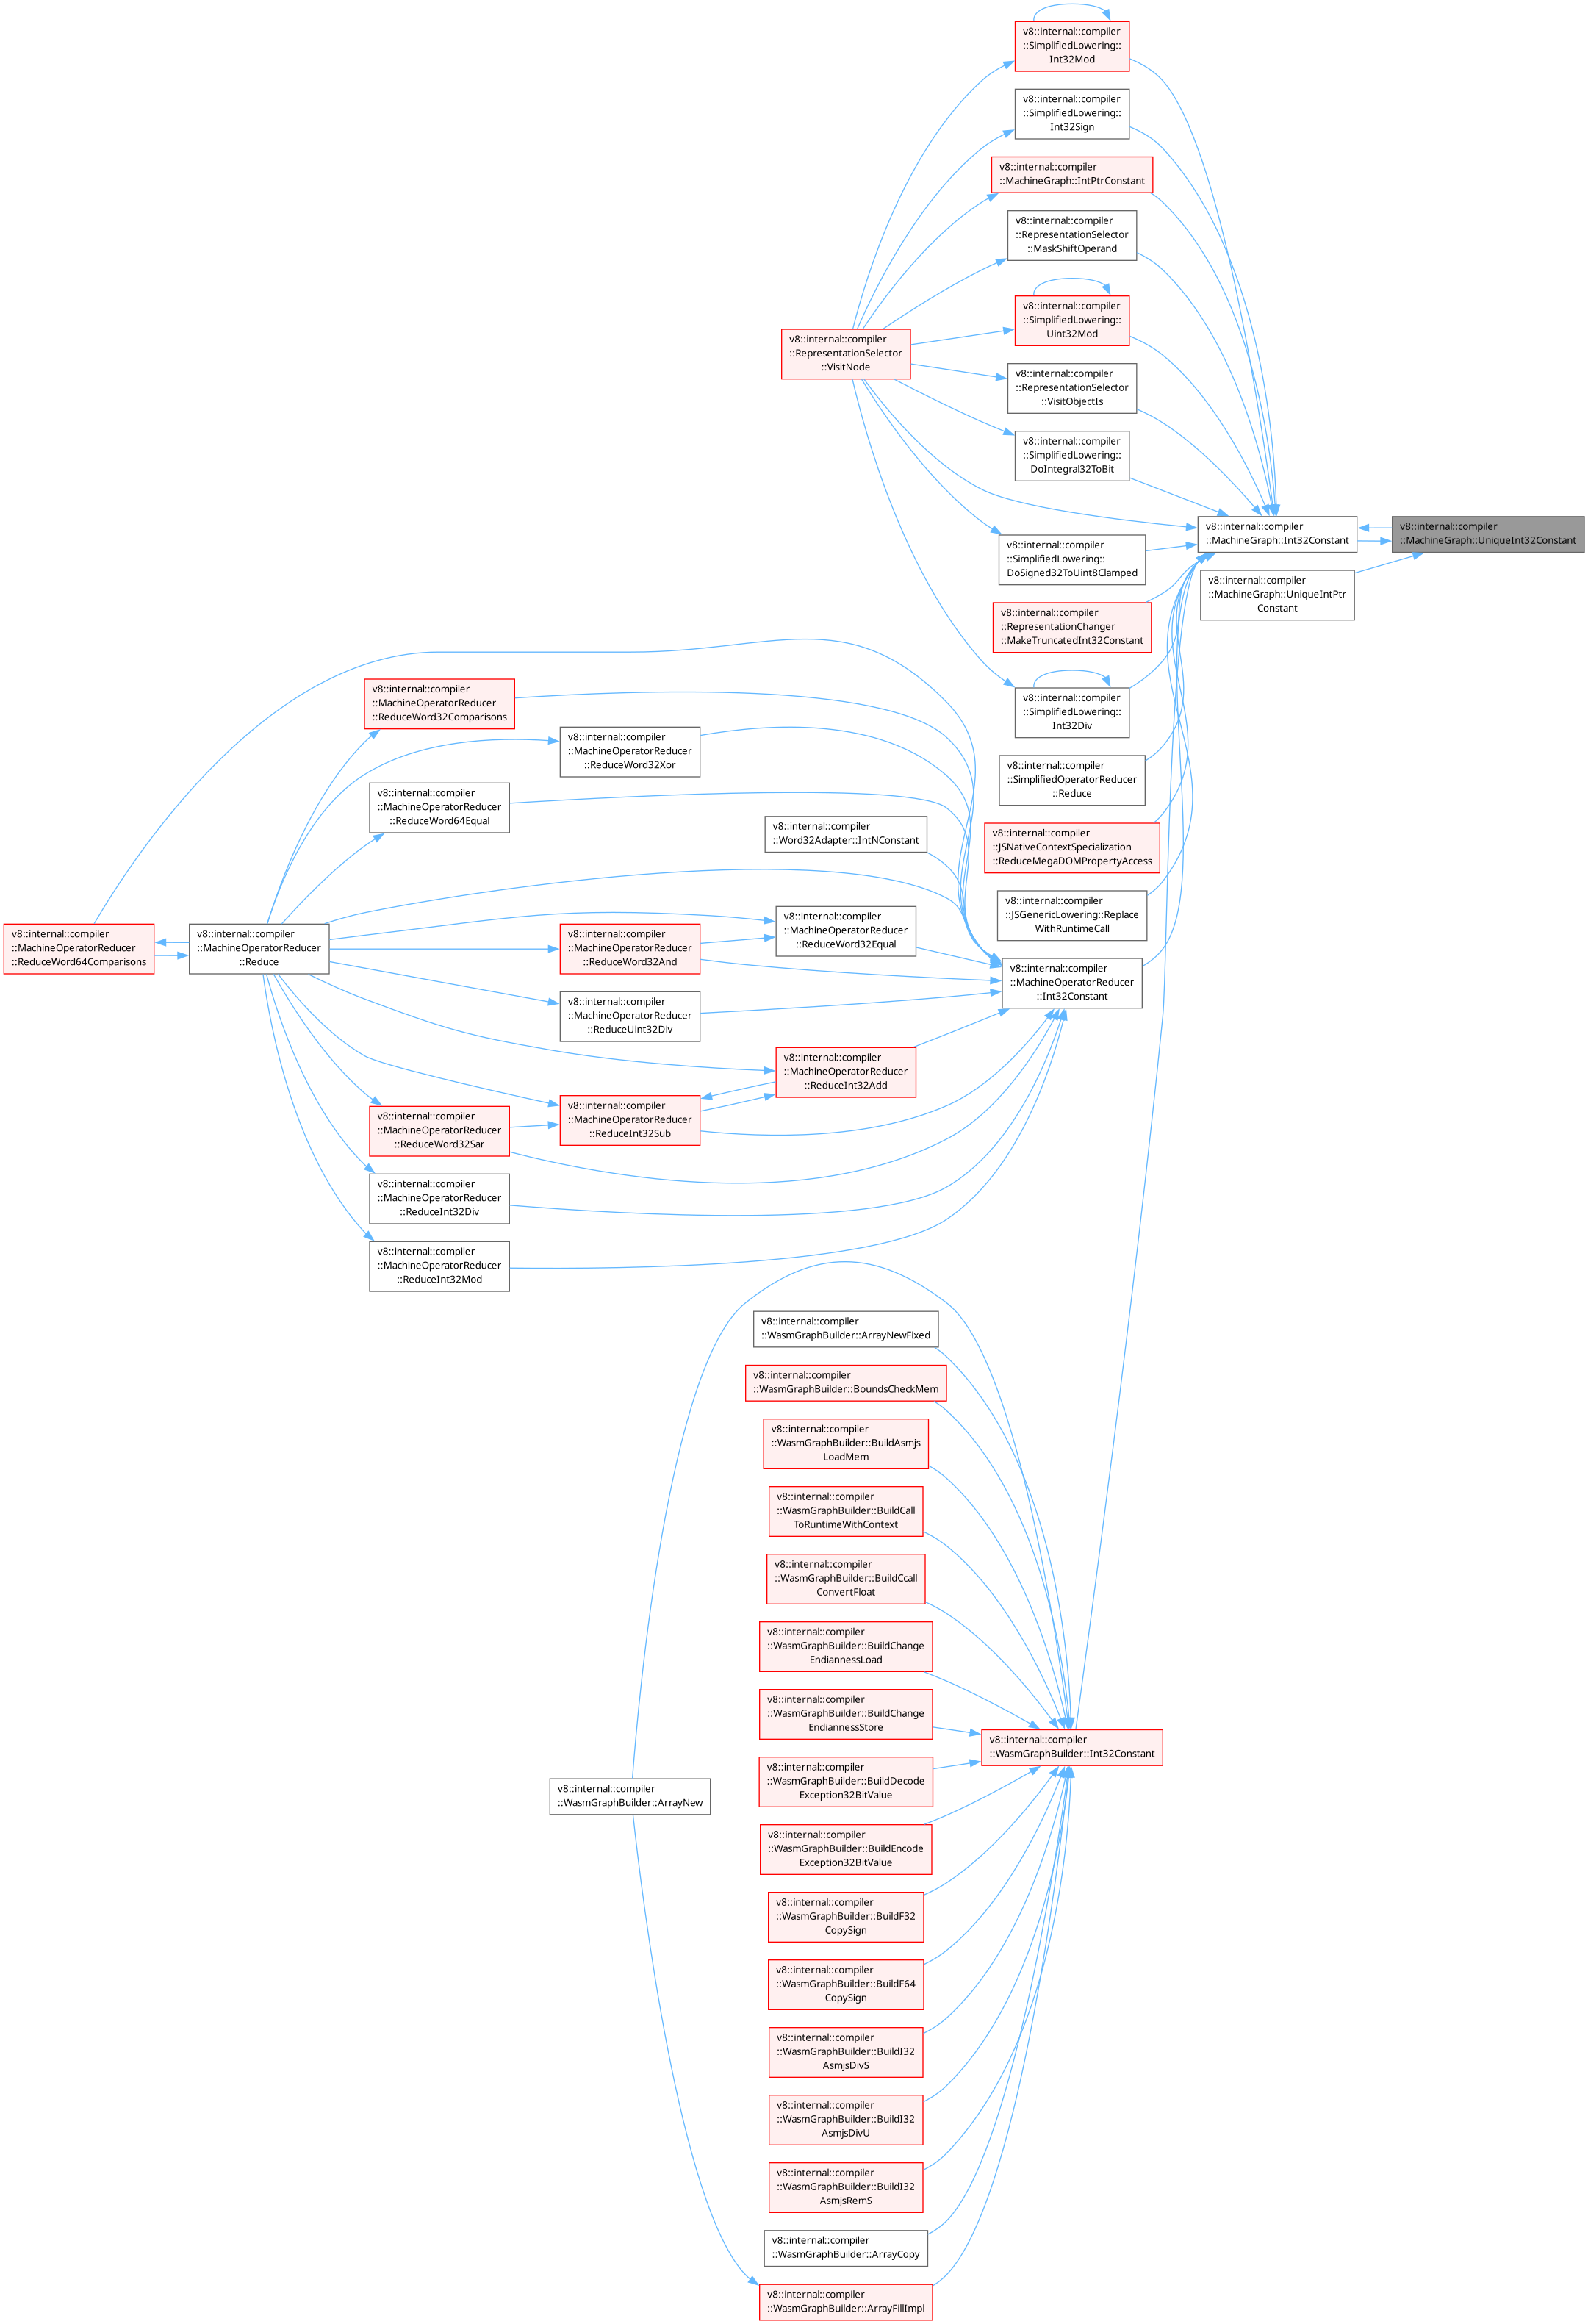 v8::internal::compiler
::SimplifiedLowering::
Int32Mod
v8::internal::compiler
::SimplifiedLowering::
Int32Sign
v8::internal::compiler
::MachineGraph::IntPtrConstant
v8::internal::compiler
::RepresentationSelector
::MaskShiftOperand
v8::internal::compiler
::SimplifiedLowering::
Uint32Mod
v8::internal::compiler
::RepresentationSelector
::VisitNode
v8::internal::compiler
::RepresentationSelector
::VisitObjectIs
v8::internal::compiler
::SimplifiedLowering::
DoIntegral32ToBit
v8::internal::compiler
::MachineGraph::Int32Constant
v8::internal::compiler
::MachineGraph::UniqueInt32Constant
v8::internal::compiler
::SimplifiedLowering::
DoSigned32ToUint8Clamped
v8::internal::compiler
::MachineGraph::UniqueIntPtr
Constant
v8::internal::compiler
::RepresentationChanger
::MakeTruncatedInt32Constant
v8::internal::compiler
::SimplifiedLowering::
Int32Div
v8::internal::compiler
::MachineOperatorReducer
::ReduceWord32Comparisons
v8::internal::compiler
::MachineOperatorReducer
::ReduceWord32Xor
v8::internal::compiler
::SimplifiedOperatorReducer
::Reduce
v8::internal::compiler
::MachineOperatorReducer
::ReduceWord64Equal
v8::internal::compiler
::Word32Adapter::IntNConstant
v8::internal::compiler
::JSNativeContextSpecialization
::ReduceMegaDOMPropertyAccess
v8::internal::compiler
::JSGenericLowering::Replace
WithRuntimeCall
v8::internal::compiler
::MachineOperatorReducer
::ReduceWord64Comparisons
v8::internal::compiler
::MachineOperatorReducer
::Reduce
v8::internal::compiler
::MachineOperatorReducer
::ReduceWord32And
v8::internal::compiler
::MachineOperatorReducer
::ReduceWord32Equal
v8::internal::compiler
::MachineOperatorReducer
::Int32Constant
v8::internal::compiler
::MachineOperatorReducer
::ReduceUint32Div
v8::internal::compiler
::MachineOperatorReducer
::ReduceInt32Add
v8::internal::compiler
::MachineOperatorReducer
::ReduceInt32Sub
v8::internal::compiler
::MachineOperatorReducer
::ReduceWord32Sar
v8::internal::compiler
::MachineOperatorReducer
::ReduceInt32Div
v8::internal::compiler
::MachineOperatorReducer
::ReduceInt32Mod
v8::internal::compiler
::WasmGraphBuilder::ArrayNewFixed
v8::internal::compiler
::WasmGraphBuilder::BoundsCheckMem
v8::internal::compiler
::WasmGraphBuilder::BuildAsmjs
LoadMem
v8::internal::compiler
::WasmGraphBuilder::BuildCall
ToRuntimeWithContext
v8::internal::compiler
::WasmGraphBuilder::BuildCcall
ConvertFloat
v8::internal::compiler
::WasmGraphBuilder::BuildChange
EndiannessLoad
v8::internal::compiler
::WasmGraphBuilder::BuildChange
EndiannessStore
v8::internal::compiler
::WasmGraphBuilder::Int32Constant
v8::internal::compiler
::WasmGraphBuilder::BuildDecode
Exception32BitValue
v8::internal::compiler
::WasmGraphBuilder::ArrayNew
v8::internal::compiler
::WasmGraphBuilder::BuildEncode
Exception32BitValue
v8::internal::compiler
::WasmGraphBuilder::BuildF32
CopySign
v8::internal::compiler
::WasmGraphBuilder::BuildF64
CopySign
v8::internal::compiler
::WasmGraphBuilder::BuildI32
AsmjsDivS
v8::internal::compiler
::WasmGraphBuilder::BuildI32
AsmjsDivU
v8::internal::compiler
::WasmGraphBuilder::BuildI32
AsmjsRemS
v8::internal::compiler
::WasmGraphBuilder::ArrayCopy
v8::internal::compiler
::WasmGraphBuilder::ArrayFillImpl